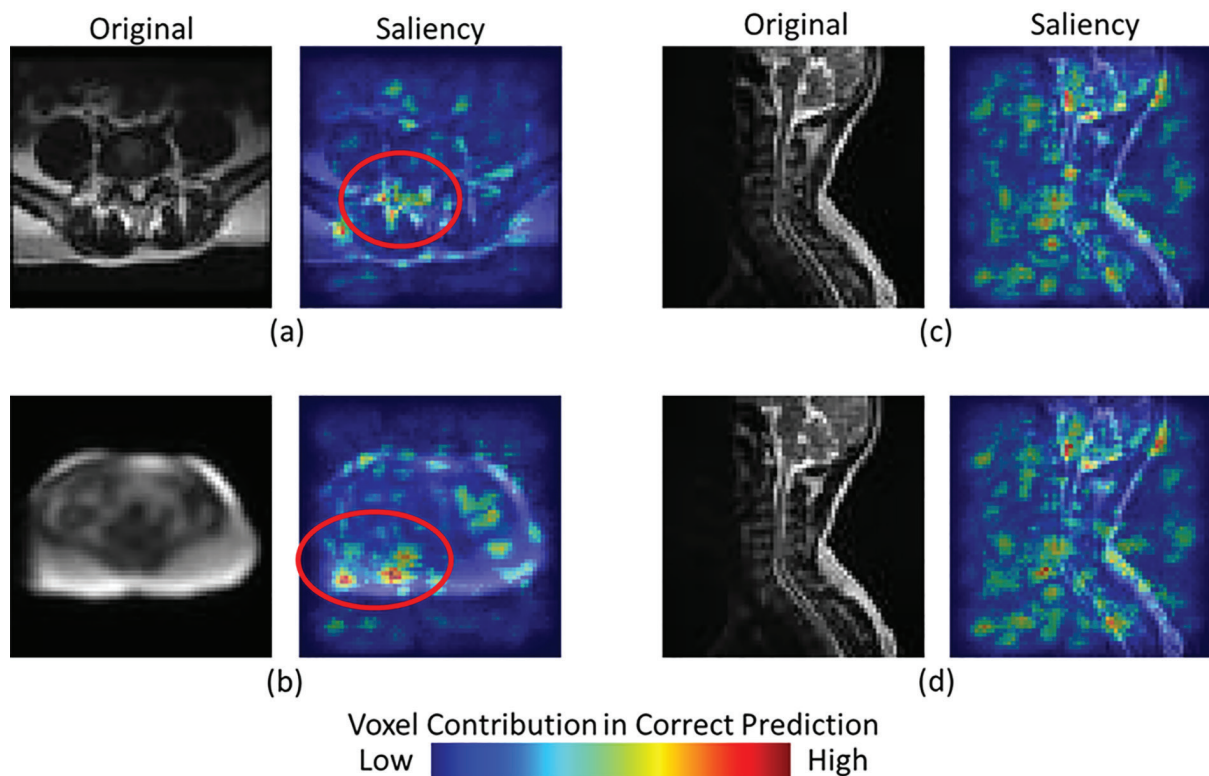 Original Saliency Original Saliency
(a) (c)
(b) (d)
Voxel Contribution in Correct Prediction
Low High